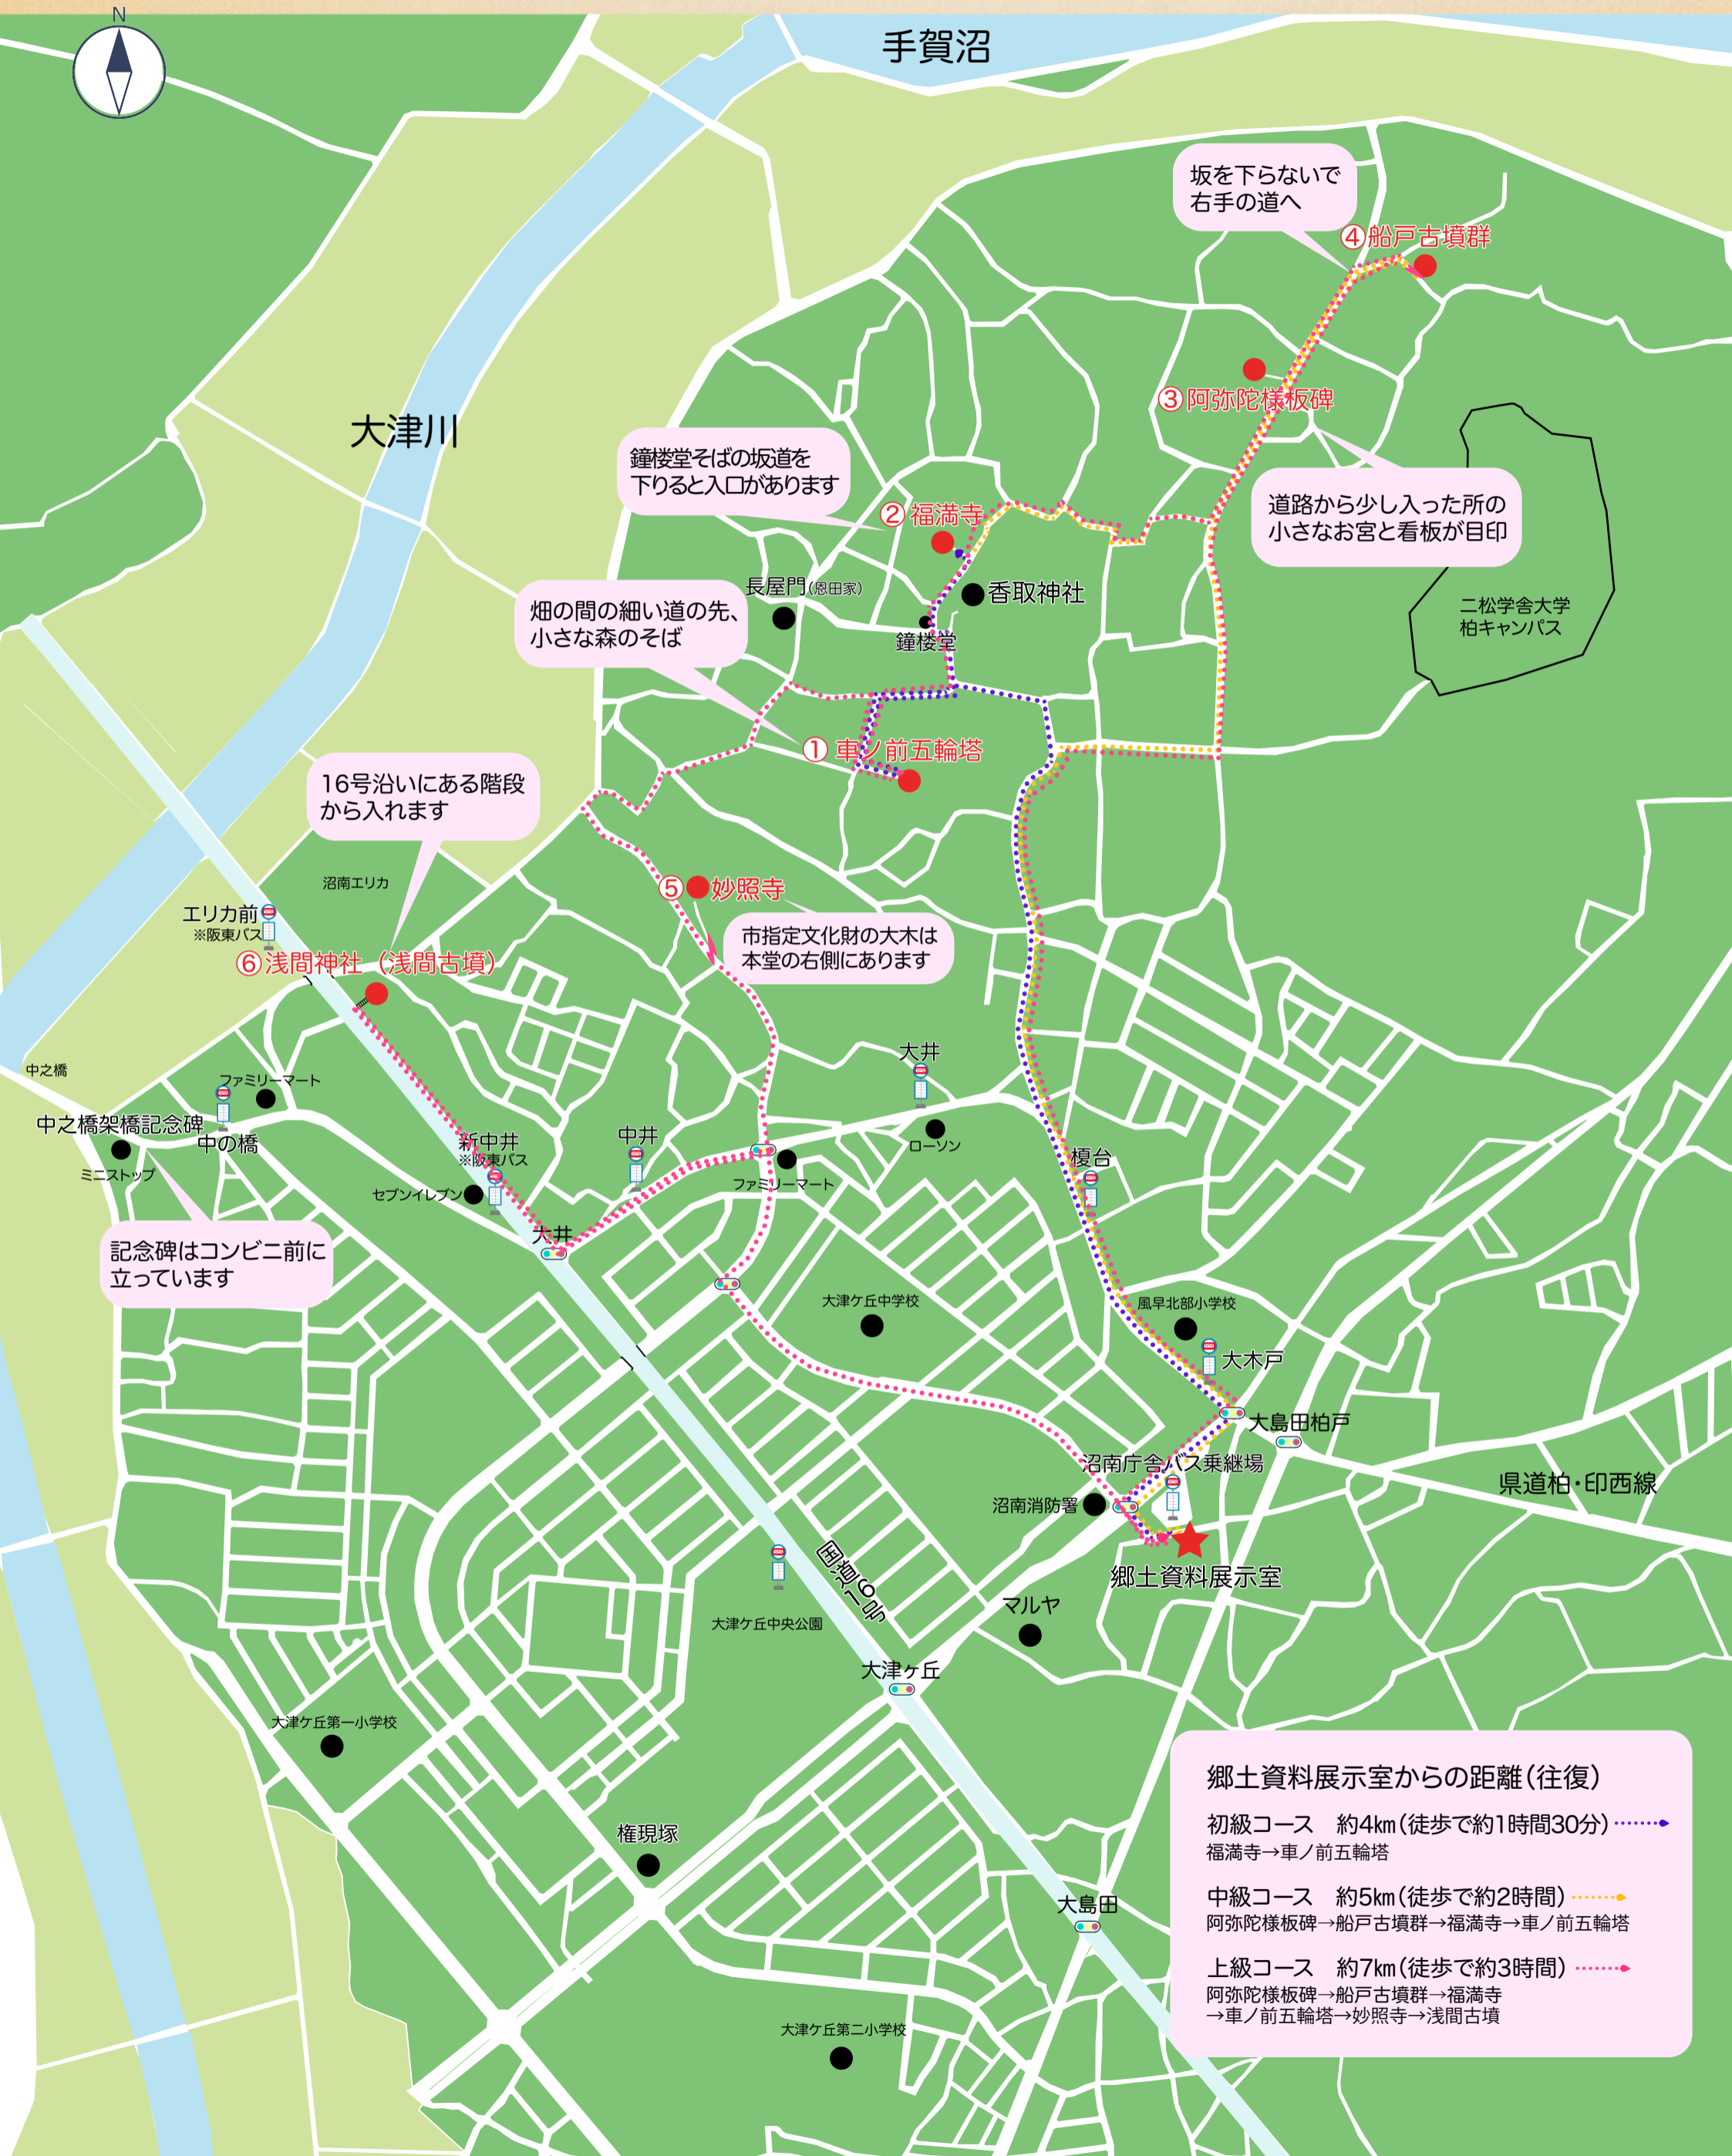 N
手賀沼
坂を下らないで
右手の道へ
④船戸古墳群
③阿弥陀様板碑
大津川
鐘楼堂そばの坂道を
下りると入口があります
②福満寺
道路から少し入った所の
小さなお宮と看板が目印
長屋門(恩田家)
香取神社
畑の間の細い道の先、
小さな森のそば
二松学舎大学
柏キャンパス
鐘楼堂
①車ノ前五輪塔
16号沿いにある階段
から入れます
沼南エリカ
⑤妙照寺
エリカ前
※阪東バス
市指定文化財の大木は
本堂の右側にあります
⑥浅間神社（浅間古墳）
大井
中之橋
ファミリーマート
中之橋架橋記念碑
中の橋
新中井
※阪東バス
中井
ローソン
榎台
ミニストップ
セブンイレブン
ファミリーマート
大井
記念碑はコンビニ前に
立っています
大津ケ丘中学校
風早北部小学校
大木戸
大島田柏戸
沼南庁舎バス乗継場
県道柏・印西線
沼南消防署
国道16号
郷土資料展示室
マルヤ
大津ケ丘中央公園
大津ヶ丘
大津ケ丘第一小学校
権現塚
大島田
大津ケ丘第二小学校
郷土資料展示室からの距離(往復)
初級コース　約4km(徒歩で約1時間30分)
福満寺→車ノ前五輪塔
中級コース　約5km(徒歩で約2時間)
阿弥陀様板碑→船戸古墳群→福満寺→車ノ前五輪塔
上級コース　約7km(徒歩で約3時間)
阿弥陀様板碑→船戸古墳群→福満寺
→車ノ前五輪塔→妙照寺→浅間古墳